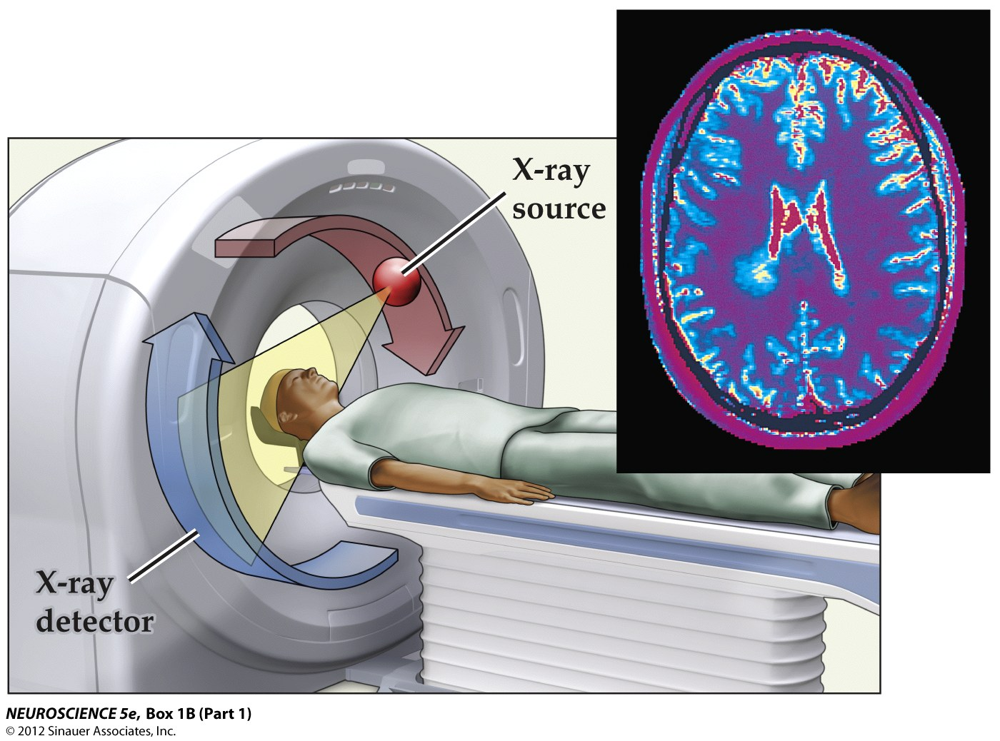 X-ray
source
X-ray
detector
NEUROSCIENCE 5e, Box 1B (Part 1)
© 2012 Sinauer Associates, Inc.